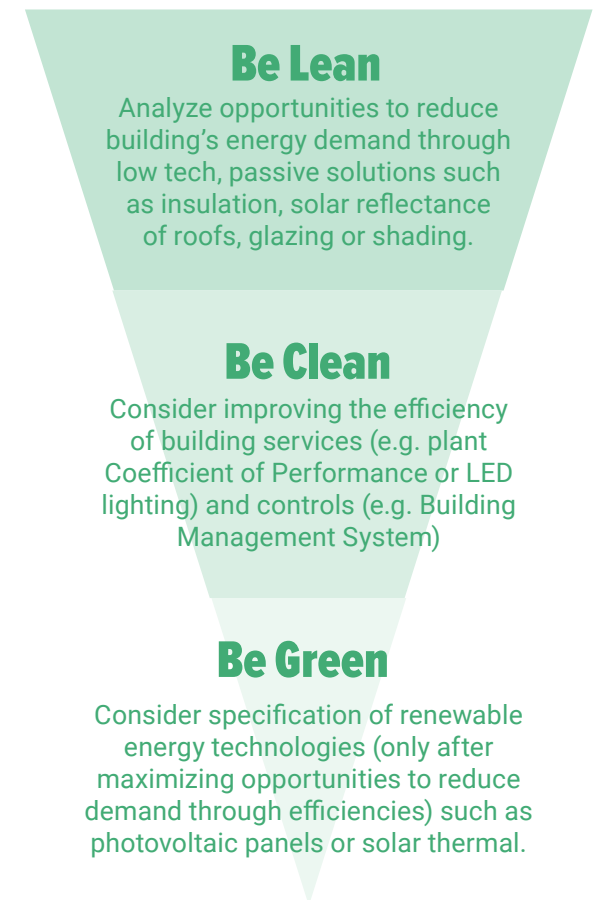 Be Lean
Analyze opportunities to reduce
building’s energy demand through
low tech, passive solutions such
as insulation, solar reflectance
of roofs, glazing or shading.
Be Clean
Consider improving the efficiency
of building services (e.g. plant
Coefficient of Performance or LED
lighting) and controls (e.g. Building
Management System)
Be Green
Consider specification of renewable
energy technologies (only after
maximizing opportunities to reduce
demand through efficiencies) such as
photovoltaic panels or solar thermal.